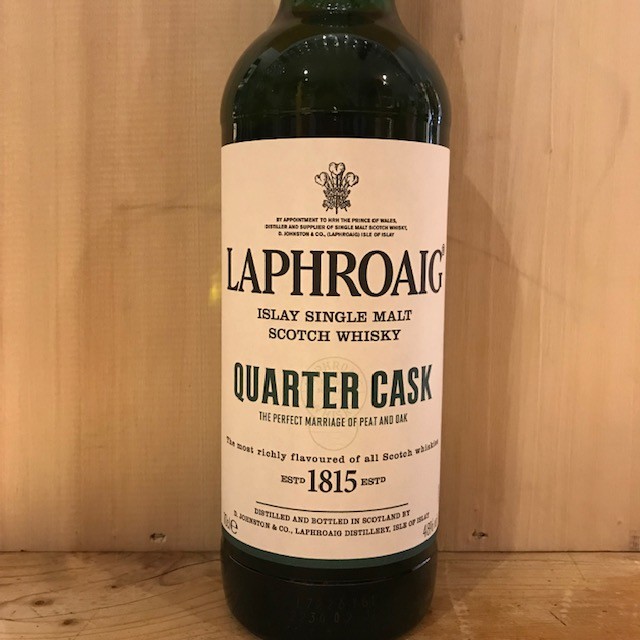 BY APPOINTMENT TO HRH THE PRINCE OF WALES,
DISTILLER AND SUPPLIER OF SINGLE MALT SCOTCH WHISKY,
D. JOHNSTON & CO., (LAPHROAIG) ISLE OF ISLAY
LAPHROAIG®
ISLAY SINGLE MALT
SCOTCH WHISKY
QUARTER CASK
THE PERFECT MARRIAGE OF PEAT AND OAK
The most richly flavoured of all Scotch whiskies
ESTD 1815 ESTD
DISTILLED AND BOTTLED IN SCOTLAND BY
D. JOHNSTON & CO., LAPHROAIG DISTILLERY, ISLE OF ISLAY